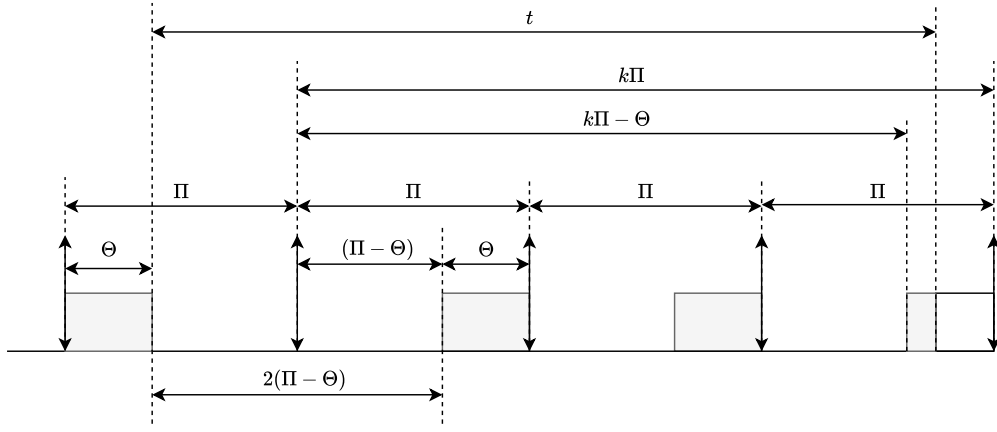 t
kΠ
kΠ − Θ
Π Π Π Π
Θ (Π − Θ) Θ
2(Π − Θ)